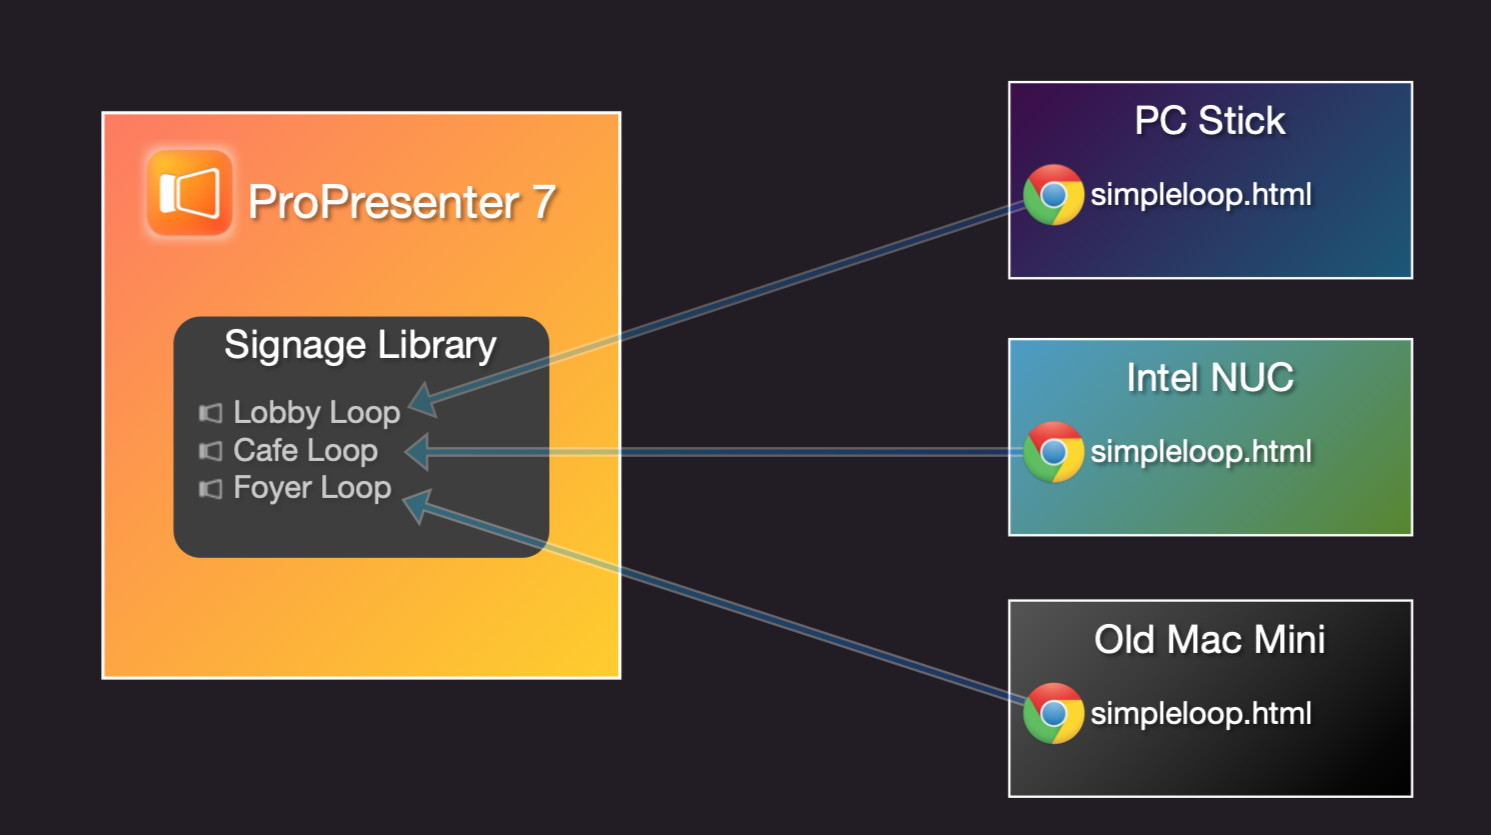 ProPresenter 7
Signage Library
Lobby Loop
Cafe Loop
Foyer Loop
PC Stick
simpleloop.html
Intel NUC
simpleloop.html
Old Mac Mini
simpleloop.html